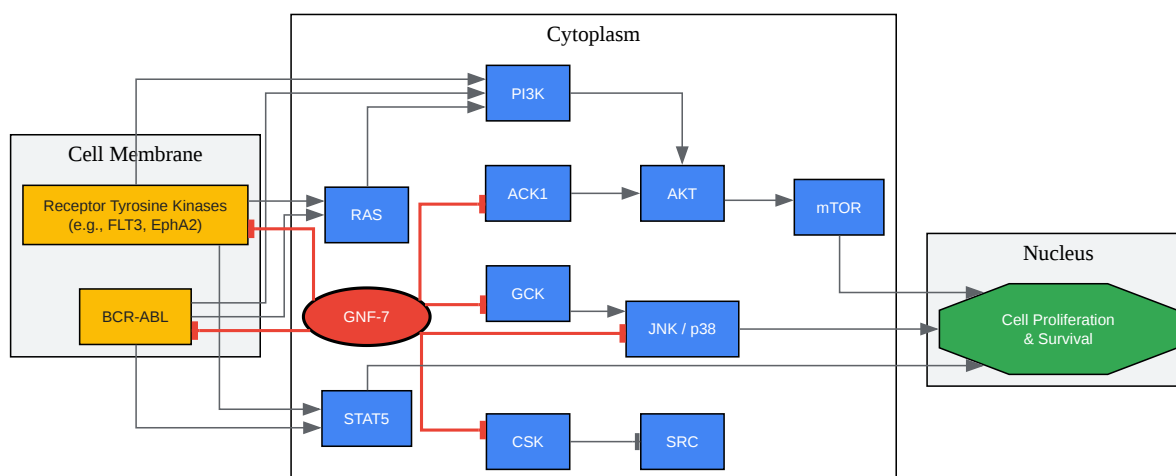 Cytoplasm
Cell Membrane
Nucleus
PI3K
Receptor Tyrosine Kinases
(e.g., FLT3, EphA2)
RAS
ACK1
AKT
mTOR
BCR-ABL
GNF-7
GCK
JNK / p38
Cell Proliferation
& Survival
STAT5
CSK
SRC